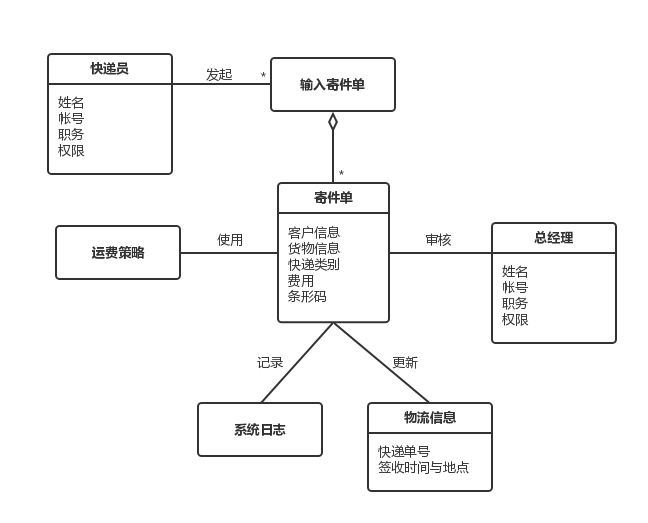 快递员
姓名
帐号
职务
权限
发起
*
输入寄件单
*
寄件单
客户信息
货物信息
快递类别
费用
条形码
运费策略
使用
审核
总经理
姓名
帐号
职务
权限
记录
更新
系统日志
物流信息
快递单号
签收时间与地点